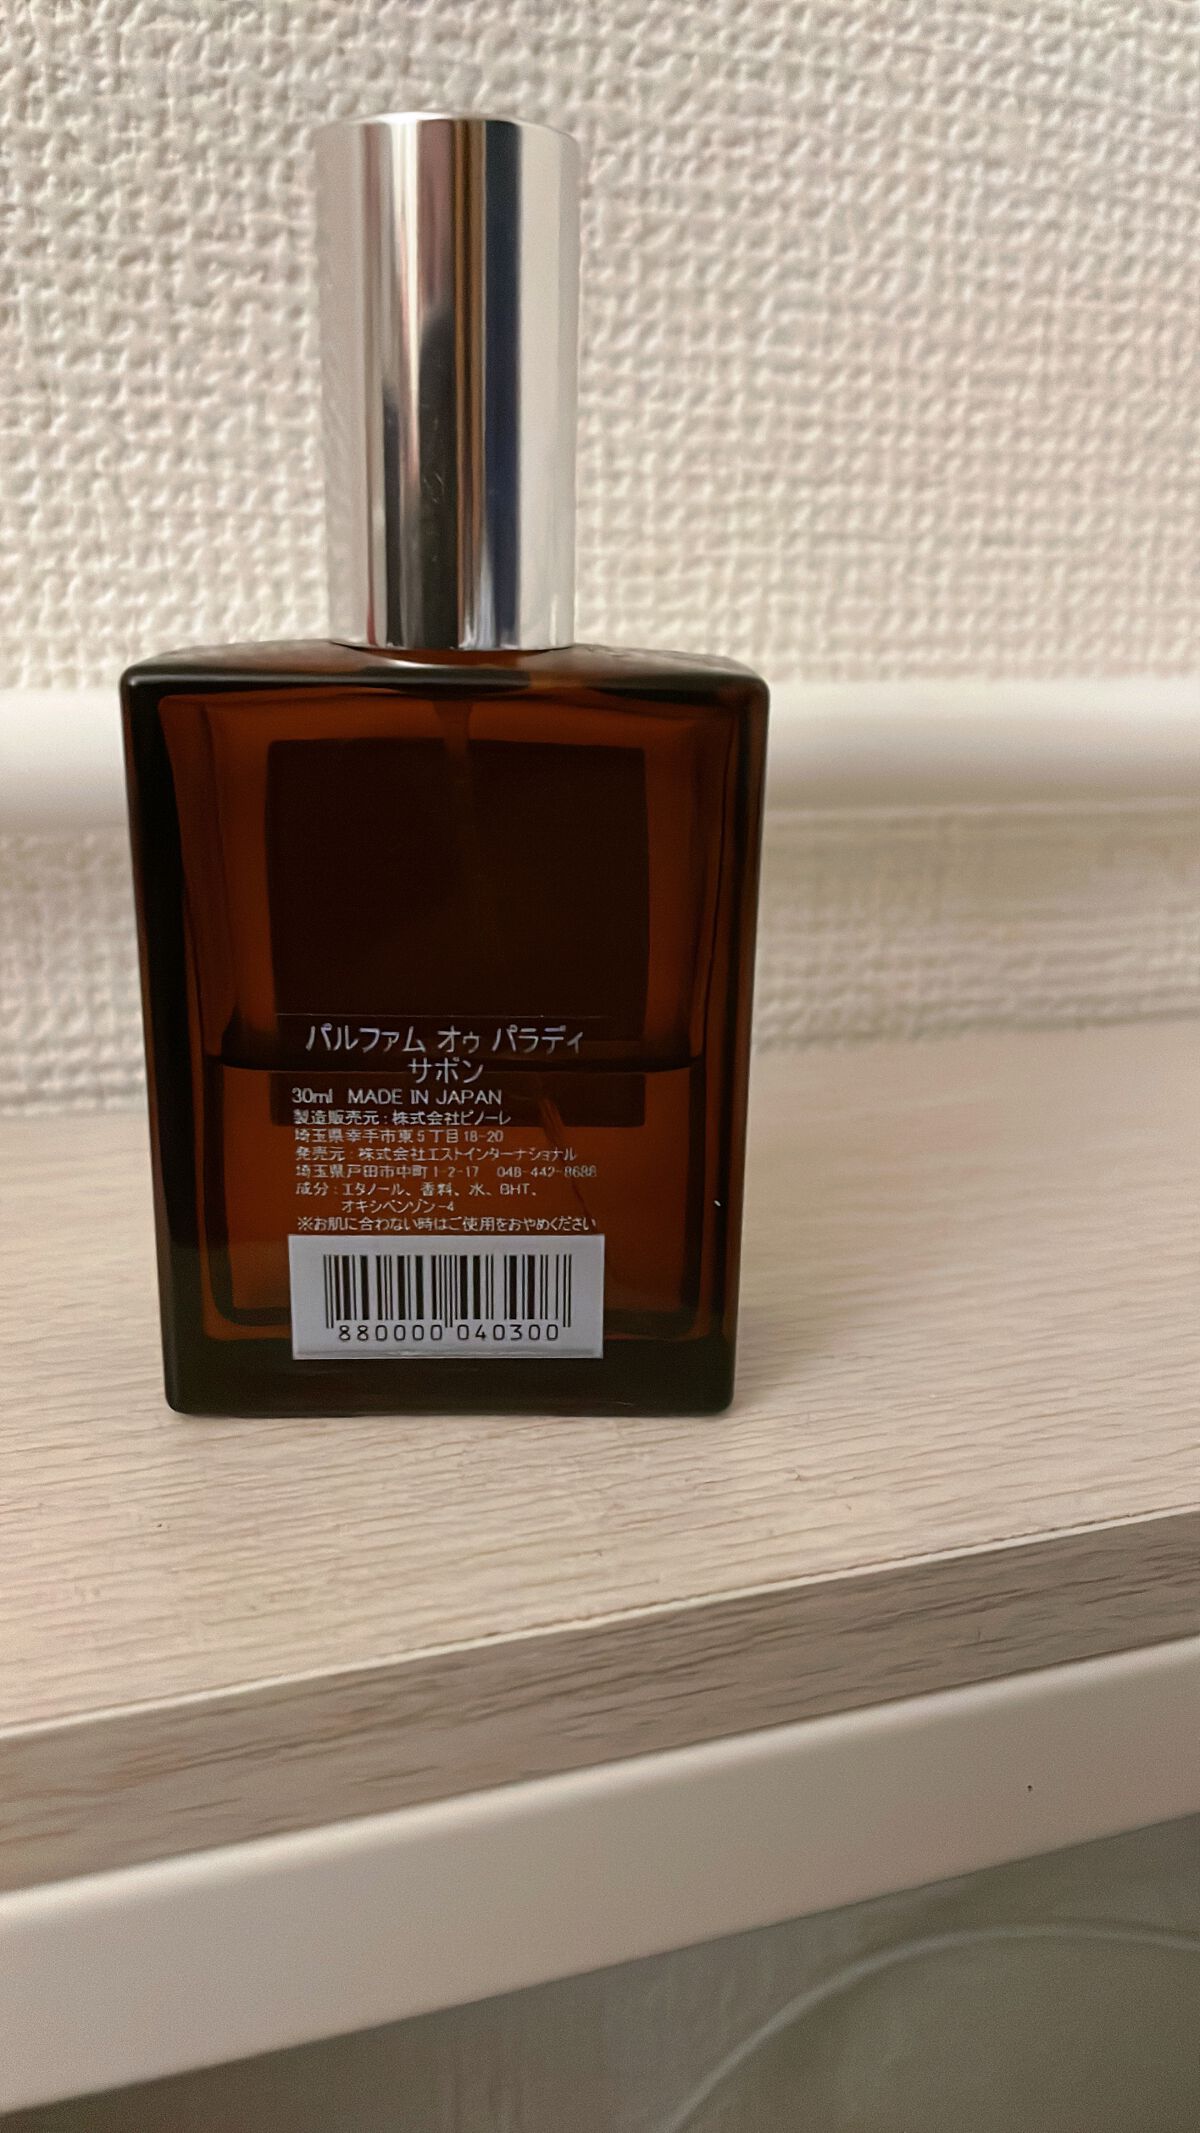 パルファム オゥ パラディ
サボン
30ml MADE IN JAPAN
製造販売元:株式会社ピノーレ
埼玉県幸手市東5丁目18-20
発売元:株式会社エストインターナショナル
埼玉県戸田市中町1-2-17 048-442-8688
成分:エタノール、香料、水、BHT、
オキシベンゾン-4
※お肌に合わない時はご使用をおやめください
880000 040300